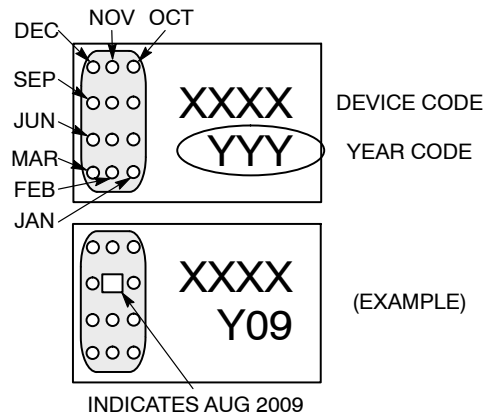 DEC NOV OCT
SEP
JUN
MAR
FEB
JAN
XXXX DEVICE CODE
YYY YEAR CODE
XXXX
Y09
(EXAMPLE)
INDICATES AUG 2009